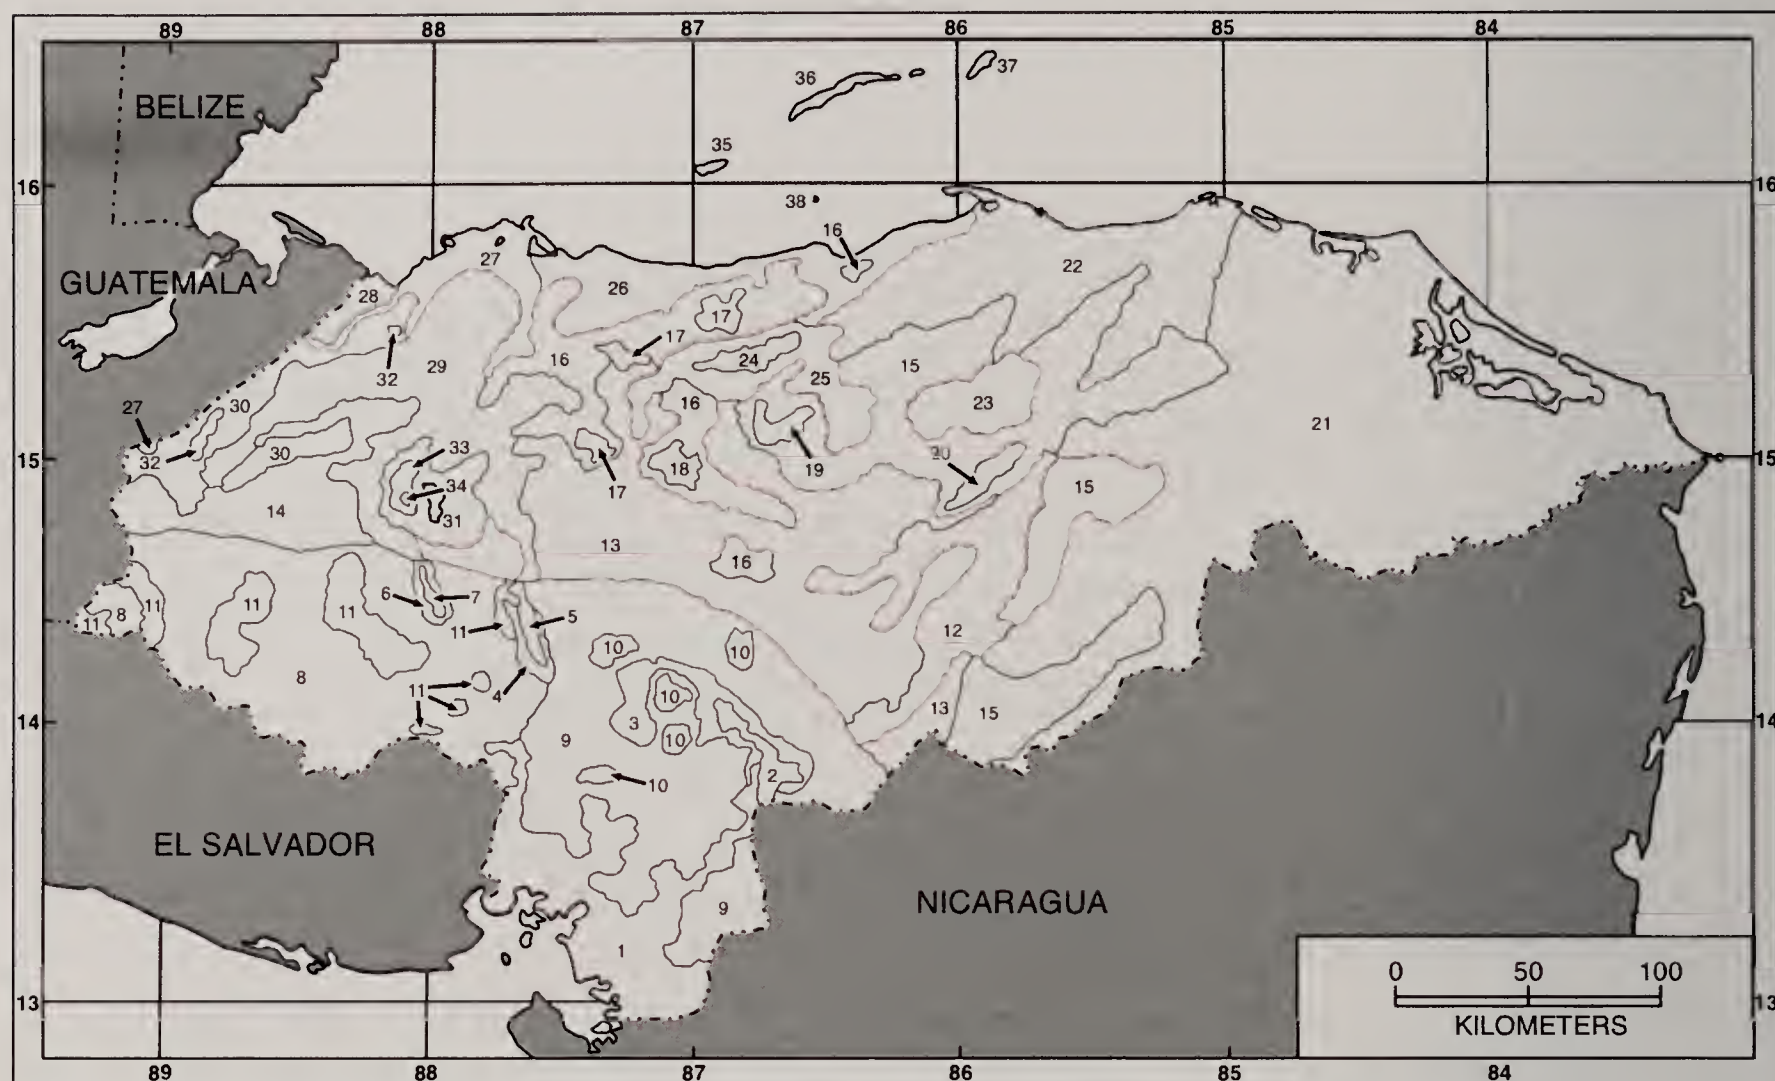 89 88 87 86 85 84
36 37
BELIZE
35
16 16
38
16
27 22
GUATEMALA 28 26
17
17
16 24 15
32 29 25
30 16 23
27 21
32 30 33 18 19 20
15 15
34 17 15
14 31
13
16
6 7
11 8 11 11 11 5 12
11
10 10
8
11 4 10
3 13 15
14 14
9 10
10 2
EL SALVADOR
NICARAGUA
9
1
0 50 100
13 13
KILOMETERS
89 88 87 86 85 84